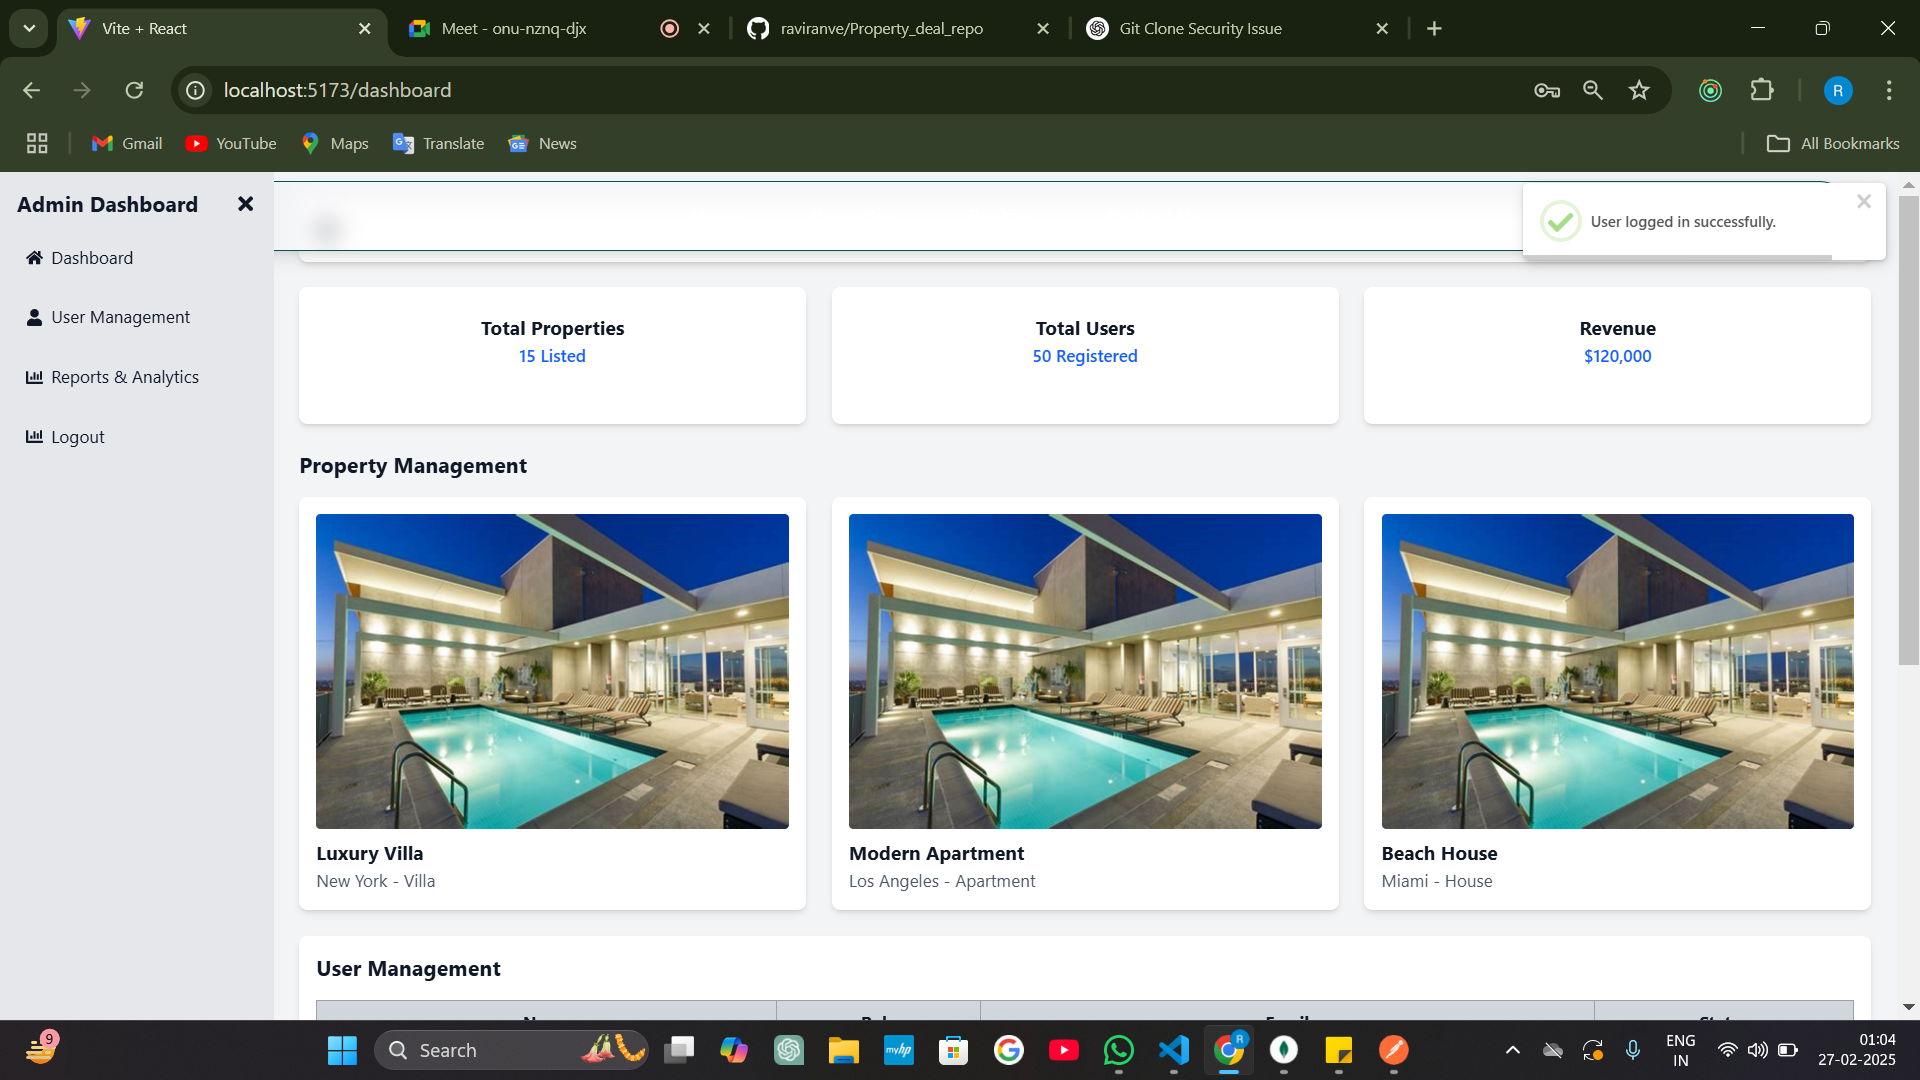 Vite + React
Meet - onu-nznq-djx
raviranve/Property_deal_repo
Git Clone Security Issue
localhost:5173/dashboard
R
Gmail
YouTube
Maps
Translate
News
All Bookmarks
Admin Dashboard
User logged in successfully.
Dashboard
User Management
Reports & Analytics
Logout
Total Properties
15 Listed
Total Users
50 Registered
Revenue
$120,000
Property Management
Luxury Villa
New York - Villa
Modern Apartment
Los Angeles - Apartment
Beach House
Miami - House
User Management
9
Search
myhp
R
ENG
IN
01:04
27-02-2025